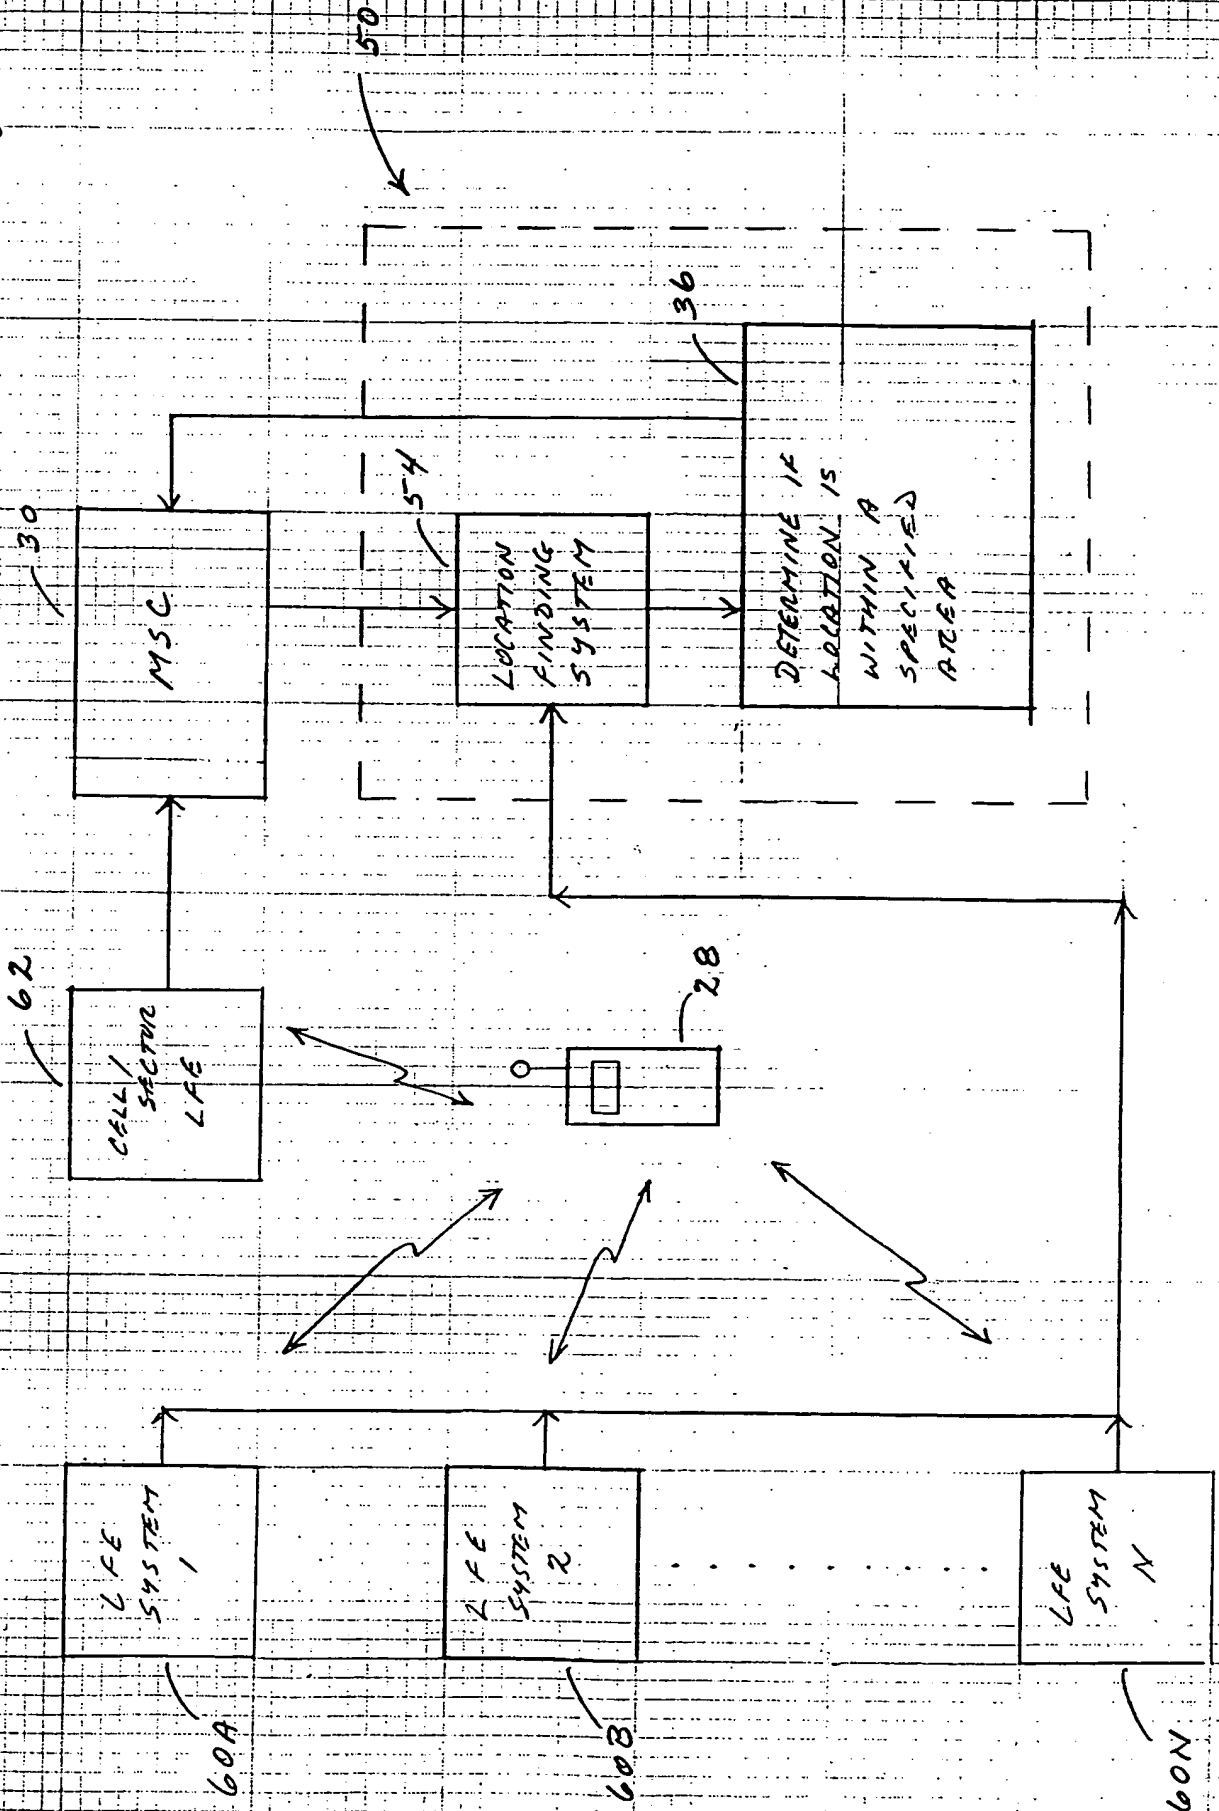 50
30
MSC
62
CELL/
SECTOR
LFE
54
LOCATION
FINDING
SYSTEM
36
DETERMINE IF
LOCATION IS
WITHIN A
SPECIFIED
AREA
28
LFE
SYSTEM
1
60A
LFE
SYSTEM
2
60B
LFE
SYSTEM
N
60N